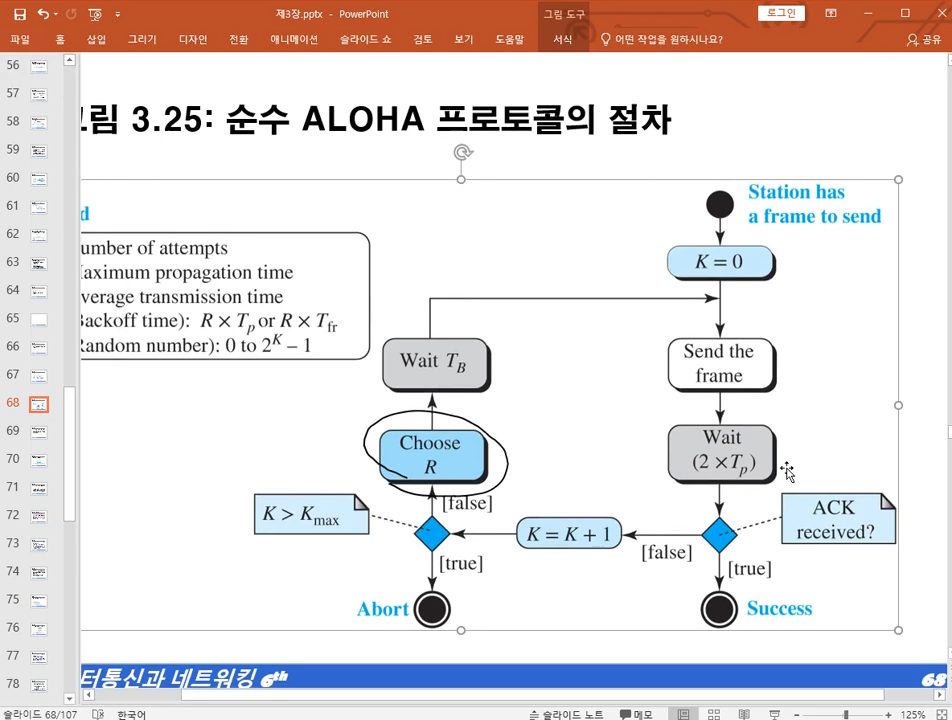 제3장.pptx - PowerPoint
그림 도구
로그인
파일 홈 삽입 그리기 디자인 전환 애니메이션 슬라이드 쇼 검토 보기 도움말 서식 어떤 작업을 원하시나요? 공유
56
57
58
59
60
61
62
63
64
65
66
67
68
69
70
71
72
73
74
75
76
77
78
그림 3.25: 순수 ALOHA 프로토콜의 절차
d
umber of attempts
aximum propagation time
verage transmission time
Backoff time): R × Tp or R × Tfr
Random number): 0 to 2^K – 1
Station has
a frame to send
K = 0
Send the
frame
Wait
(2 × Tp)
Wait TB
Choose
R
[false]
K > Kmax
K = K + 1
[false]
ACK
received?
[true]
[true]
Abort
Success
터통신과 네트워킹 6th
68
슬라이드 68/107 한국어 슬라이드 노트 메모 125%